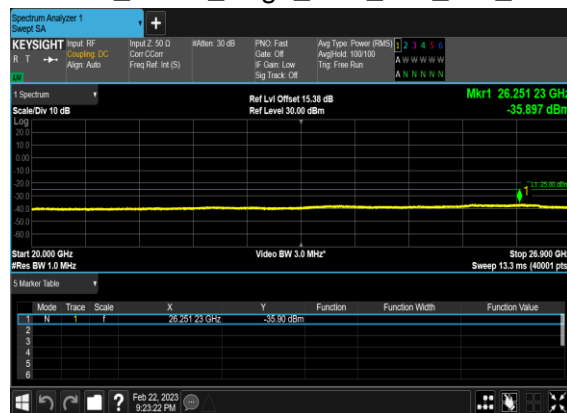 Spectrum Analyzer 1
Swept SA
KEYSIGHT Input: RF Input Z: 50 Ω #Atten: 30 dB PNO: Fast Avg Type: Power (RMS) 1 2 3 4 5 6
R T Coupling: DC Corr CCorr Gate: Off Avg|Hold: 100/100 A W W W W W
Align: Auto Freq Ref: Int (S) IF Gain: Low Trig: Free Run
Sig Track: Off A N N N N N
1 Spectrum Ref Lvl Offset 15.38 dB Mkr1 26.251 23 GHz
Scale/Div 10 dB Ref Level 30.00 dBm -35.897 dBm
Log
20.0
10.0
0.00
-10.0
-20.0
-30.0
-40.0
-50.0
-60.0
1
Start 20.000 GHz Video BW 3.0 MHz* Stop 26.900 GHz
#Res BW 1.0 MHz Sweep 13.3 ms (40001 pts)
5 Marker Table
Mode Trace Scale X Y Function Function Width Function Value
1 N 1 f 26.251 23 GHz -35.90 dBm
2
3
4
5
6
? Feb 22, 2023
9:23:22 PM